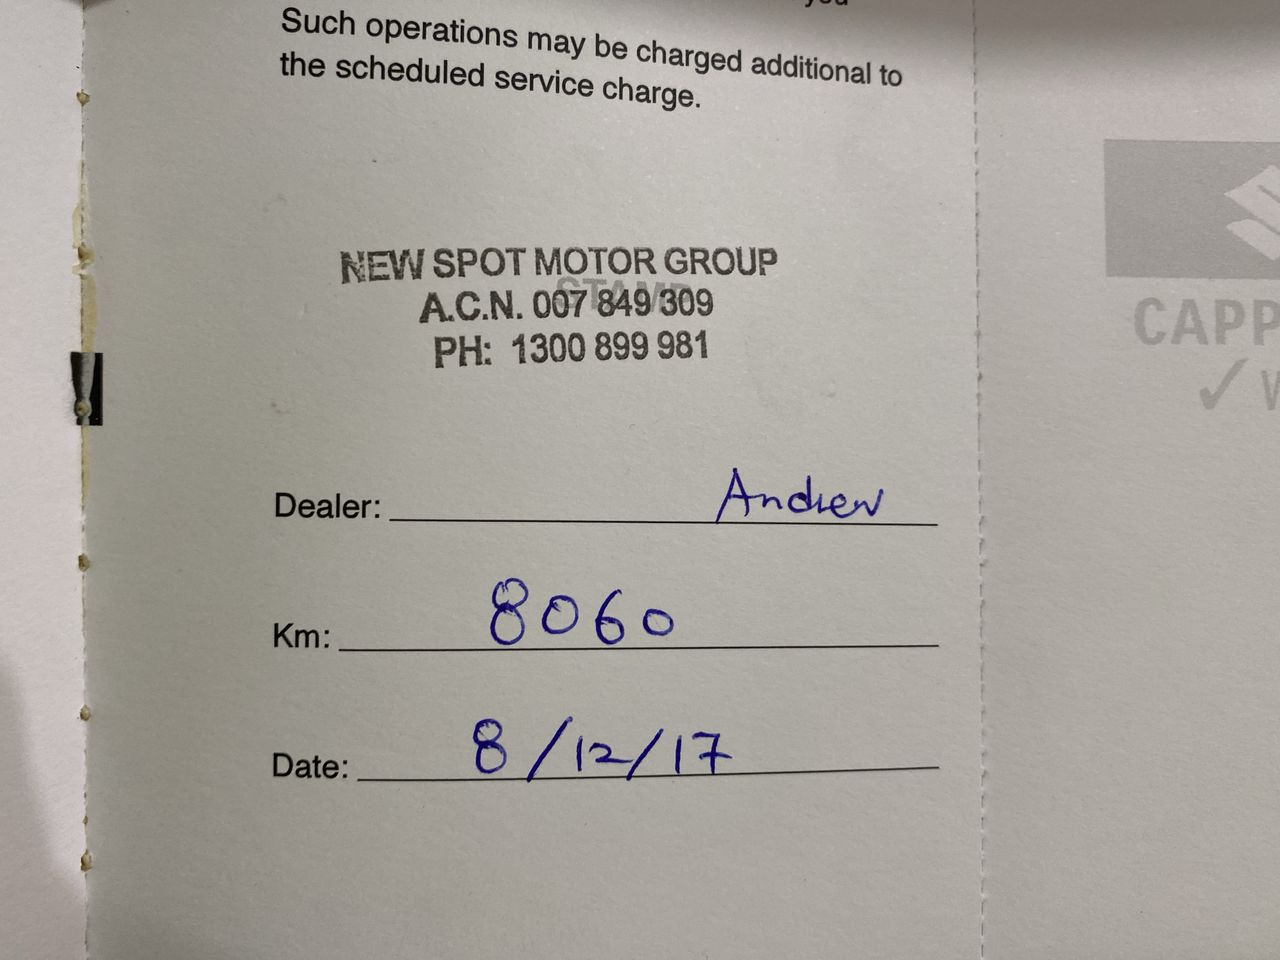 Such operations may be charged additional to
the scheduled service charge.
NEW SPOT MOTOR GROUP
STAMP
A.C.N. 007 849 309
PH: 1300 899 981
CAPP
✓ W
Dealer: Andrew
Km: 8060
Date: 8/12/17